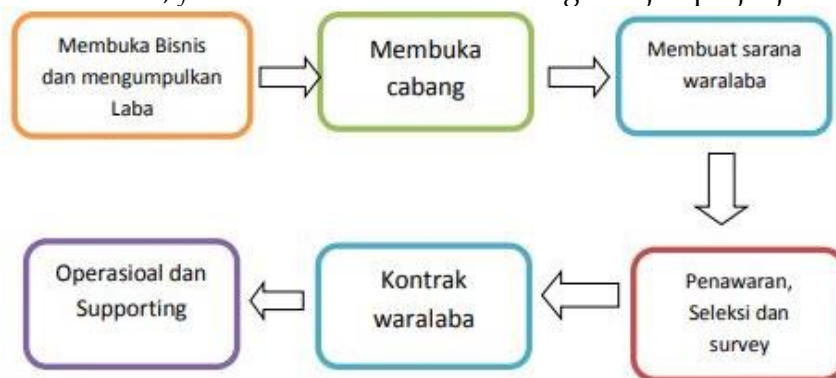 Membuka Bisnis
dan mengumpulkan
Laba
Membuka
cabang
Membuat sarana
waralaba
Penawaran,
Seleksi dan
survey
Kontrak
waralaba
Operasioal dan
Supporting